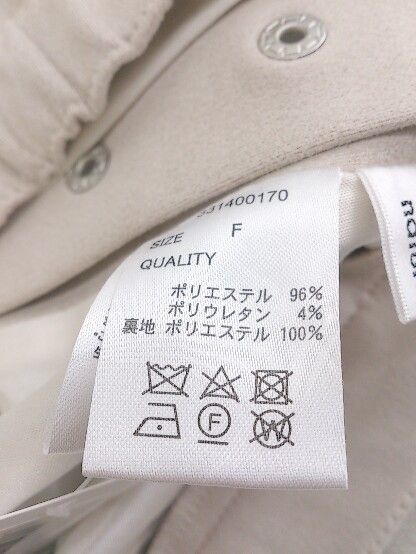 331400170
SIZE F
QUALITY
ポリエステル 96%
ポリウレタン 4%
裏地 ポリエステル 100%
F
W